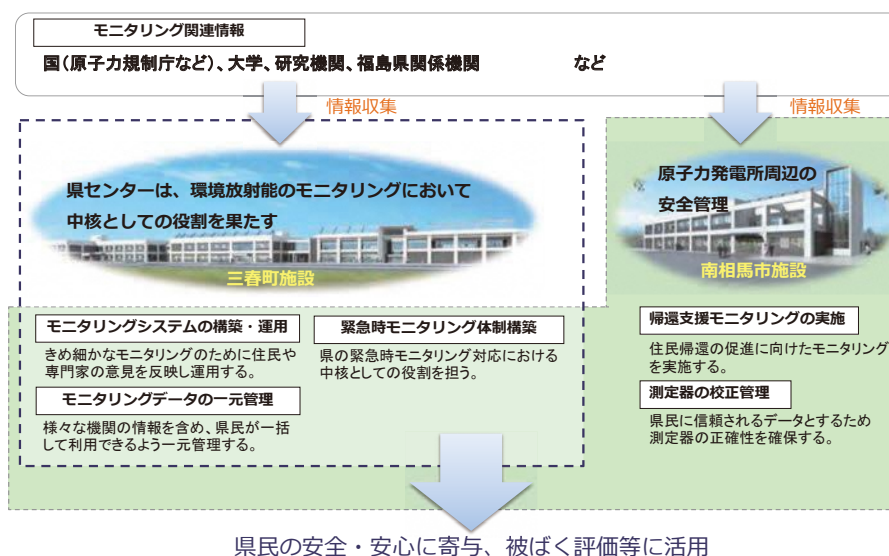 モニタリング関連情報
国(原子力規制庁など)、大学、研究機関、福島県関係機関　　　　など
情報収集
情報収集
県センターは、環境放射能のモニタリングにおいて
中核としての役割を果たす
三春町施設
原子力発電所周辺の
安全管理
南相馬市施設
モニタリングシステムの構築・運用
きめ細かなモニタリングのために住民や
専門家の意見を反映し運用する。
モニタリングデータの一元管理
様々な機関の情報を含め、県民が一括
して利用できるよう一元管理する。
緊急時モニタリング体制構築
県の緊急時モニタリング対応における
中核としての役割を担う。
帰還支援モニタリングの実施
住民帰還の促進に向けたモニタリング
を実施する。
測定器の校正管理
県民に信頼されるデータとするため
測定器の正確性を確保する。
県民の安全・安心に寄与、被ばく評価等に活用